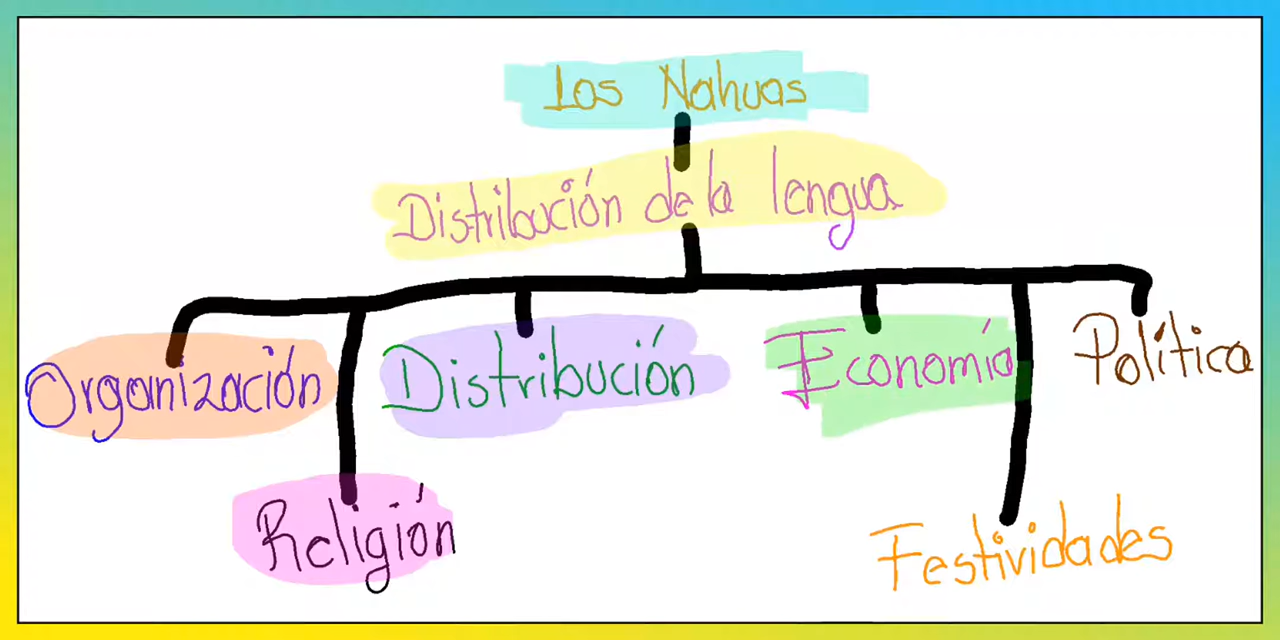 Los Nahuas
Distribución de la lengua
Organización
Distribución
Economía
Política
Religión
Festividades